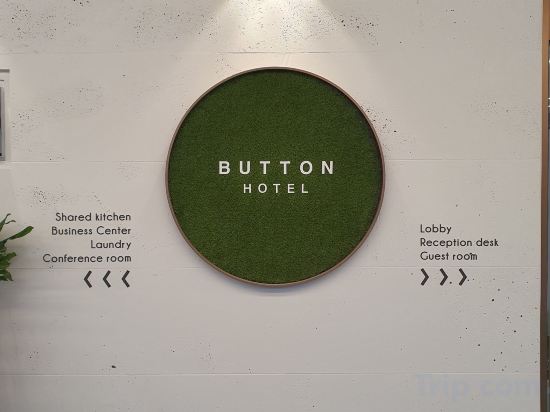 BUTTON
HOTEL
Shared kitchen
Business Center
Laundry
Conference room
Lobby
Reception desk
Guest room
Trip.com